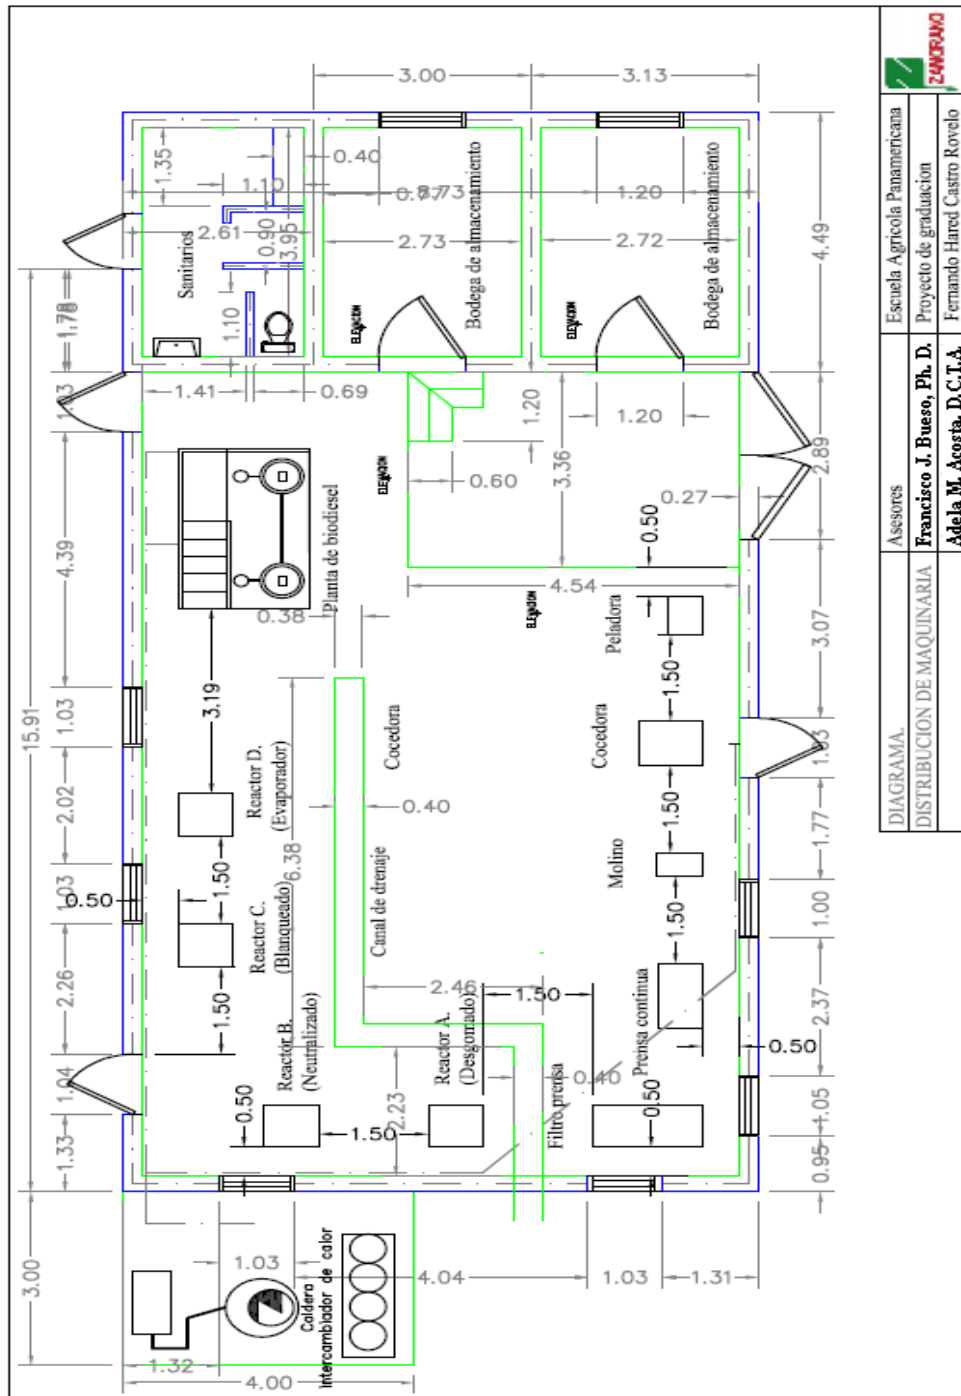 DIAGRAMA.
DISTRIBUCION DE MAQUINARIA
Asesores
Francisco J. Bueso, Ph. D.
Adela M. Acosta, D.C.T.A.
Escuela Agricola Panamericana
Proyecto de graduacion
Fernando Hared Castro Rovelo
ZAMORANO
3.00
3.13
1.35
0.40
1.10
2.61
0.90
3.95
Sanitarios
1.10
1.41
0.69
2.73
Bodega de almacenamiento
ELEVACION
1.20
2.72
Bodega de almacenamiento
ELEVACION
4.49
15.91
4.39
1.03
2.02
1.03
2.26
1.04
1.33
3.00
Planta de biodiesel
ELEVACION
1.20
0.60
3.36
1.20
0.27
2.89
0.50
4.54
ELEVACION
0.38
3.19
Peladora
1.50
3.07
Reactor D.
(Evaporador)
Cocedora
Cocedora
0.40
6.38
1.50
1.77
0.50
1.50
Reactor C.
(Blanqueado)
Canal de drenaje
Molino
1.50
1.00
1.50
2.46
1.50
Reactor B.
(Neutralizado)
Reactor A.
(Desgomado)
Prensa continua
2.37
0.50
0.40
Filtro prensa
0.50
0.50
1.50
2.23
1.05
0.95
1.03
4.04
1.03
1.31
Caldera
Intercambiador de calor
1.32
4.00